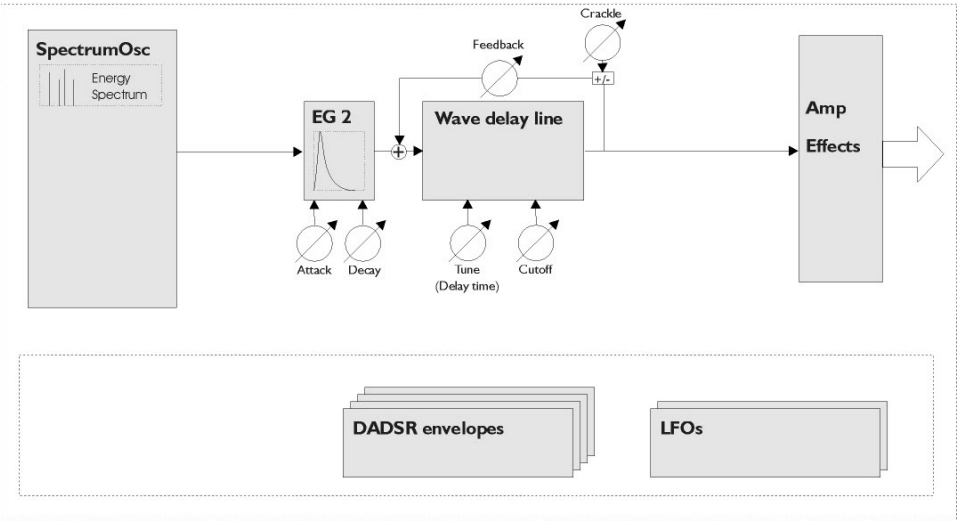 Crackle
SpectrumOsc
Energy
Spectrum
Feedback
+/-
EG 2
Wave delay line
Amp
Effects
+
Attack
Decay
Tune
(Delay time)
Cutoff
DADSR envelopes
LFOs